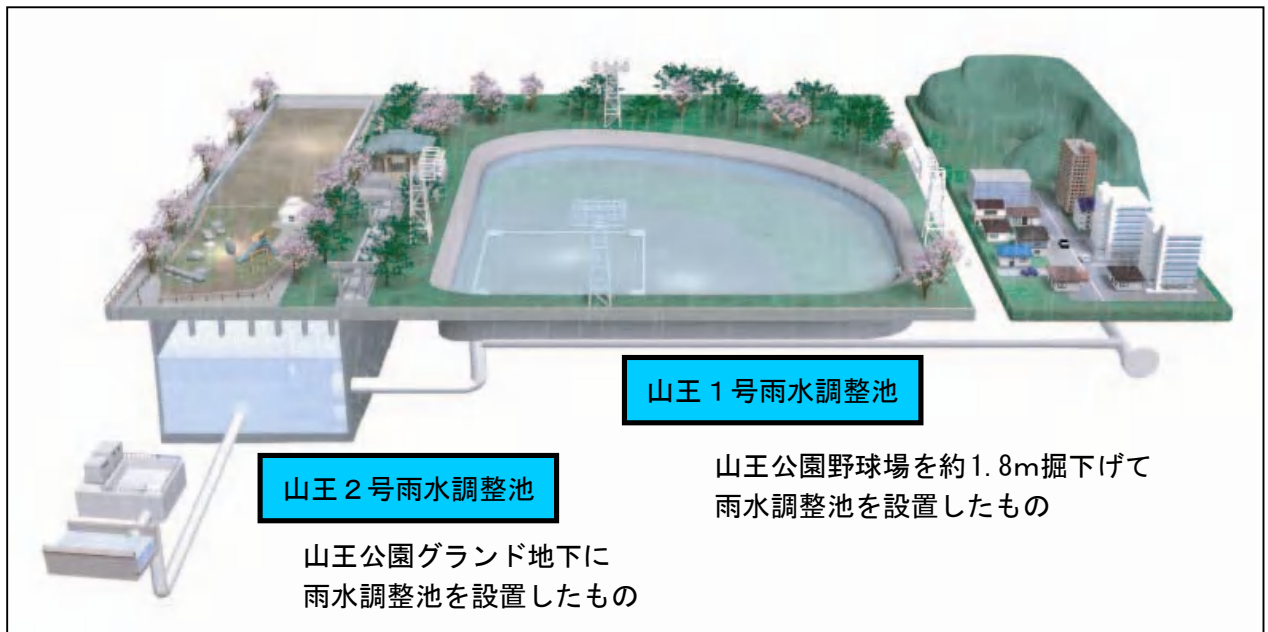 山王１号雨水調整池
山王公園野球場を約1.8m掘下げて
雨水調整池を設置したもの
山王２号雨水調整池
山王公園グランド地下に
雨水調整池を設置したもの